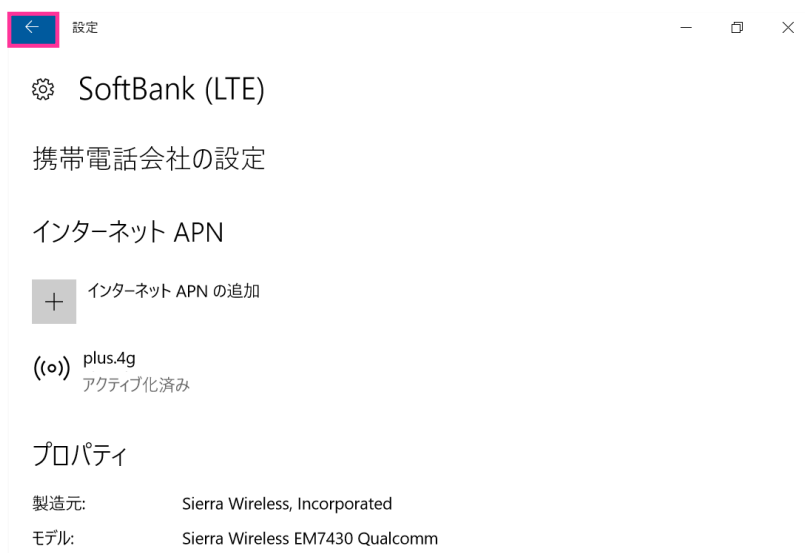 設定
SoftBank (LTE)
携帯電話会社の設定
インターネット APN
インターネット APN の追加
plus.4g
アクティブ化済み
プロパティ
製造元: Sierra Wireless, Incorporated
モデル: Sierra Wireless EM7430 Qualcomm